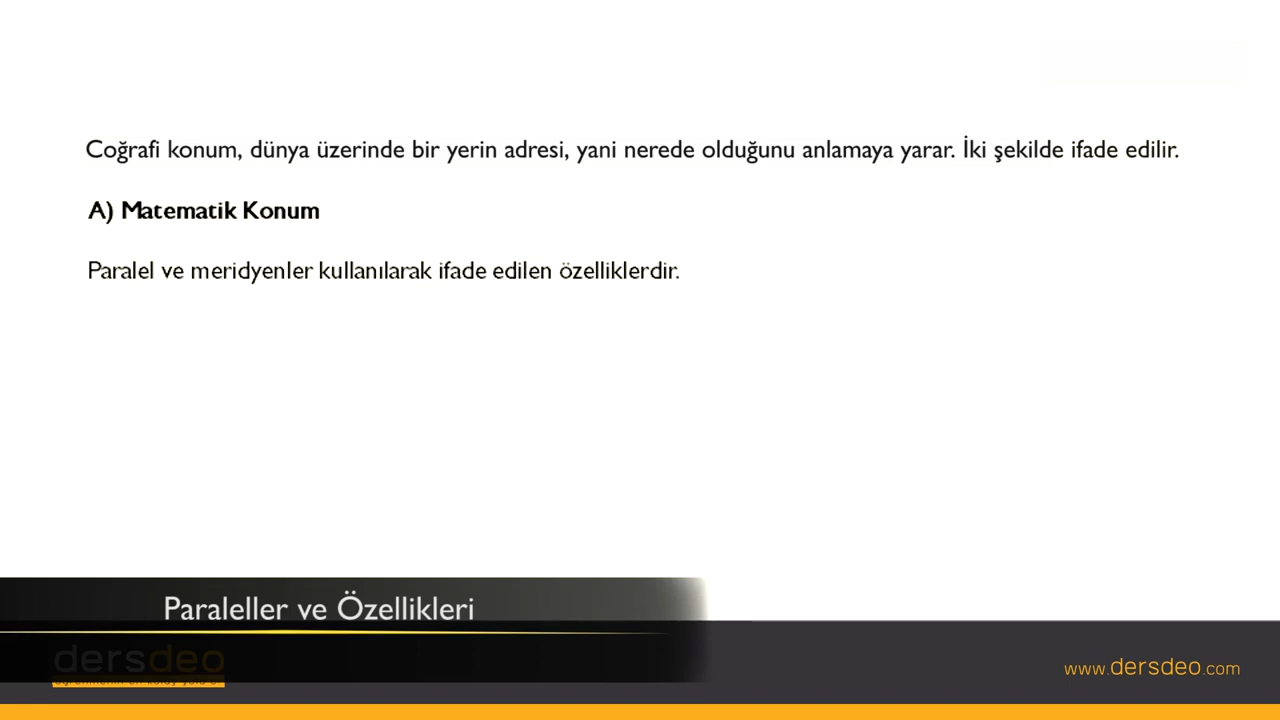 Coğrafi konum, dünya üzerinde bir yerin adresi, yani nerede olduğunu anlamaya yarar. İki şekilde ifade edilir.
A) Matematik Konum
Paralel ve meridyenler kullanılarak ifade edilen özelliklerdir.
Paraleller ve Özellikleri
dersdeo
www.dersdeo.com